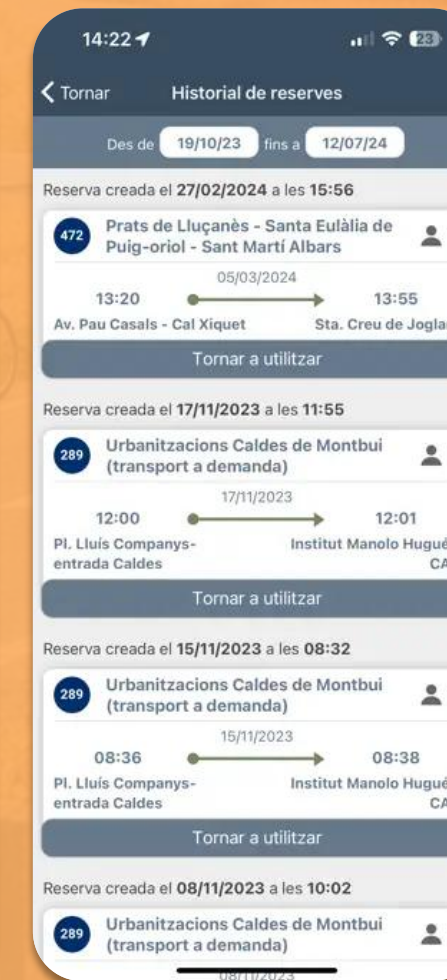 14:22
23
Tornar
Historial de reserves
Des de 19/10/23 fins a 12/07/24
Reserva creada el 27/02/2024 a les 15:56
472
Prats de Lluçanès - Santa Eulàlia de
Puig-oriol - Sant Martí Albars
05/03/2024
13:20 13:55
Av. Pau Casals - Cal Xiquet Sta. Creu de
Tornar a utilitzar
Reserva creada el 17/11/2023 a les 11:55
289
Urbanitzacions Caldes de Montbui
(transport a demanda)
17/11/2023
12:00 12:01
Pl. Lluís Companys- Institut Manolo
entrada Caldes
Tornar a utilitzar
Reserva creada el 15/11/2023 a les 08:32
289
Urbanitzacions Caldes de Montbui
(transport a demanda)
15/11/2023
08:36 08:38
Pl. Lluís Companys- Institut Manolo
entrada Caldes
Tornar a utilitzar
Reserva creada el 08/11/2023 a les 10:02
289
Urbanitzacions Caldes de Montbui
(transport a demanda)